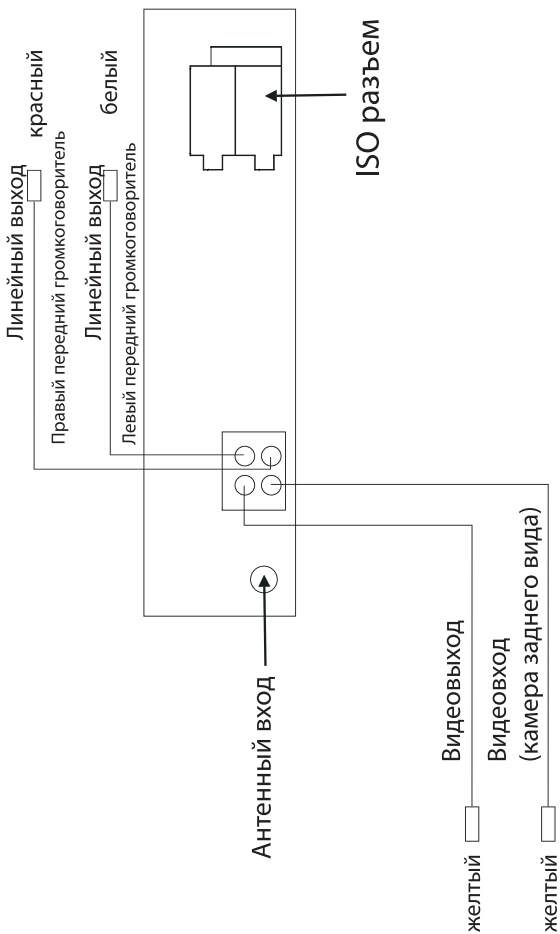 Линейный выход
красный
Правый передний громкоговоритель
Линейный выход
белый
Левый передний громкоговоритель
ISO разъем
Антенный вход
Видеовыход
желтый
Видеовход
(камера заднего вида)
желтый